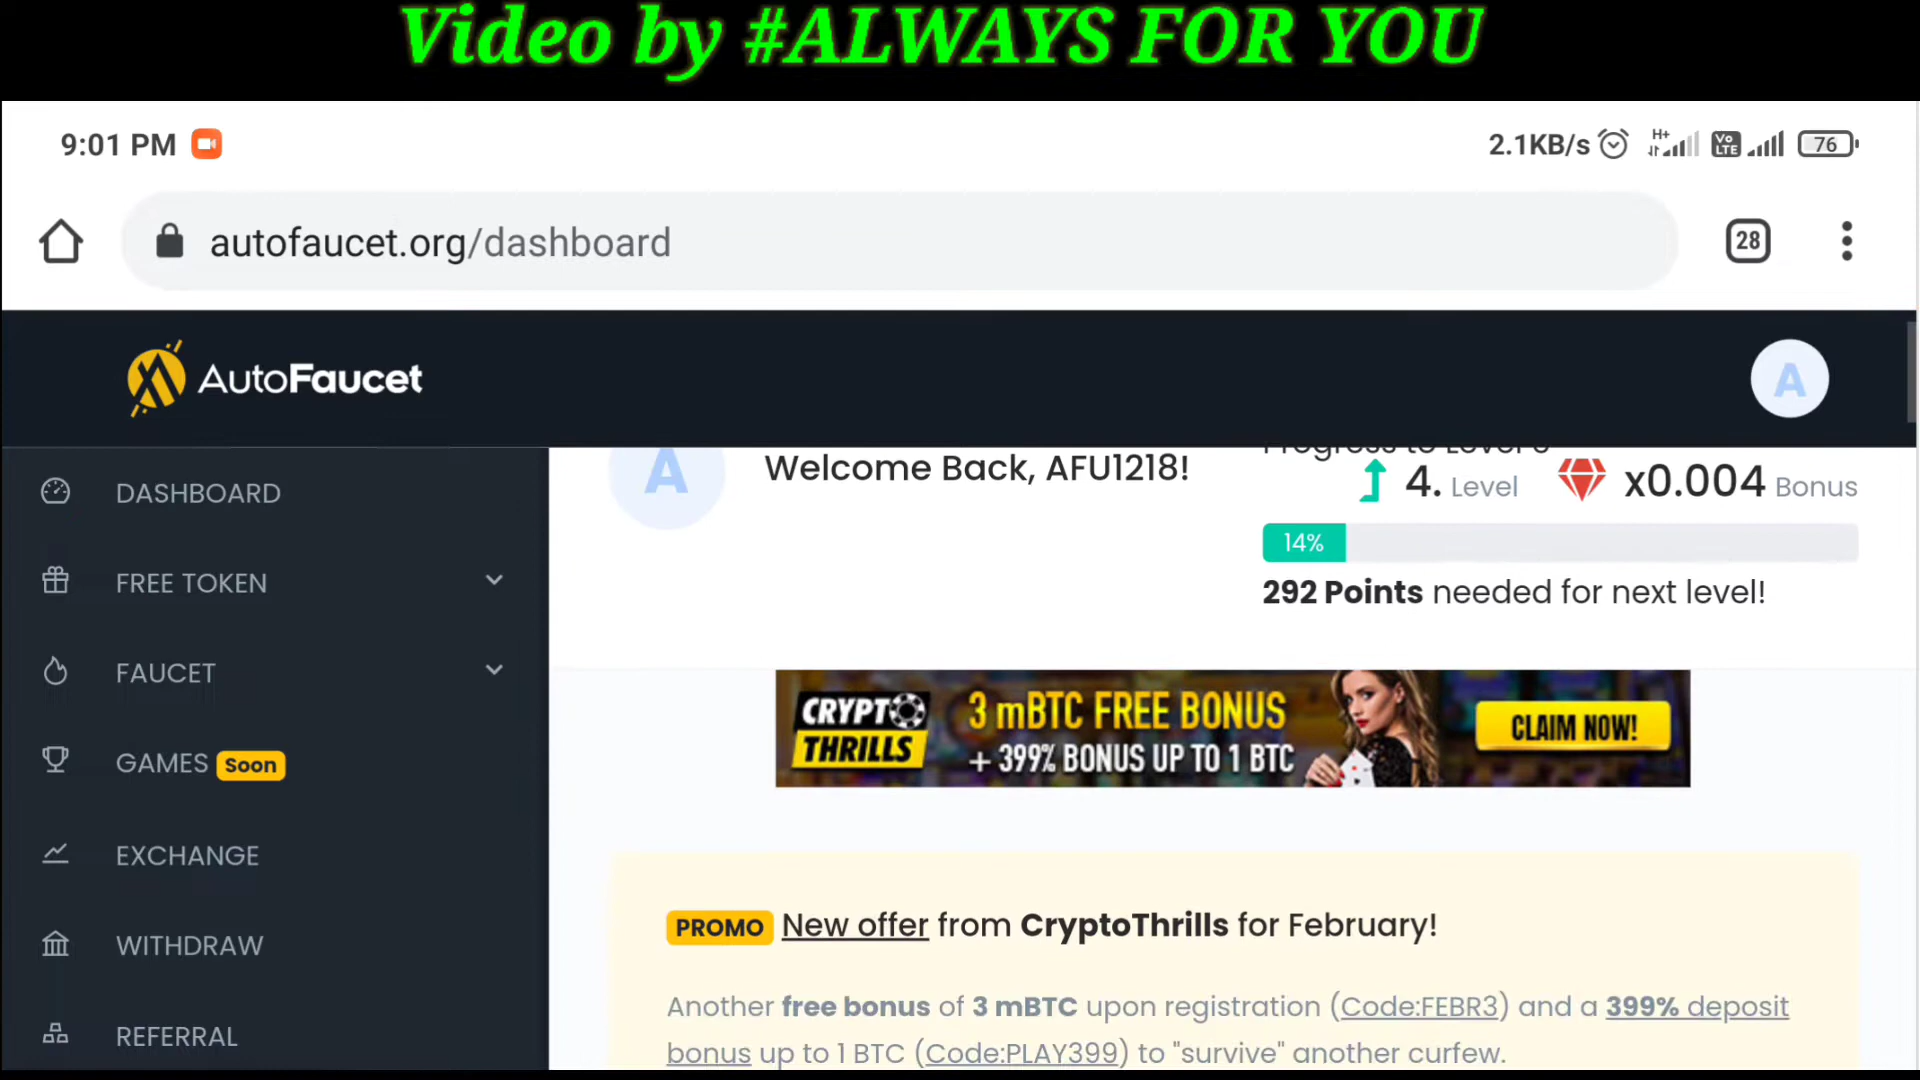 Video by #ALWAYS FOR YOU
9:01 PM
2.1KB/s H+ Vo LTE 76
autofaucet.org/dashboard
28
AutoFaucet
A
DASHBOARD
FREE TOKEN
FAUCET
GAMES Soon
EXCHANGE
WITHDRAW
REFERRAL
A
Welcome Back, AFU1218!
4. Level x0.004 Bonus
14%
292 Points needed for next level!
CRYPTO THRILLS
3 mBTC FREE BONUS
+ 399% BONUS UP TO 1 BTC
CLAIM NOW!
PROMO New offer from CryptoThrills for February!
Another free bonus of 3 mBTC upon registration (Code:FEBR3) and a 399% deposit
bonus up to 1 BTC (Code:PLAY399) to "survive" another curfew.